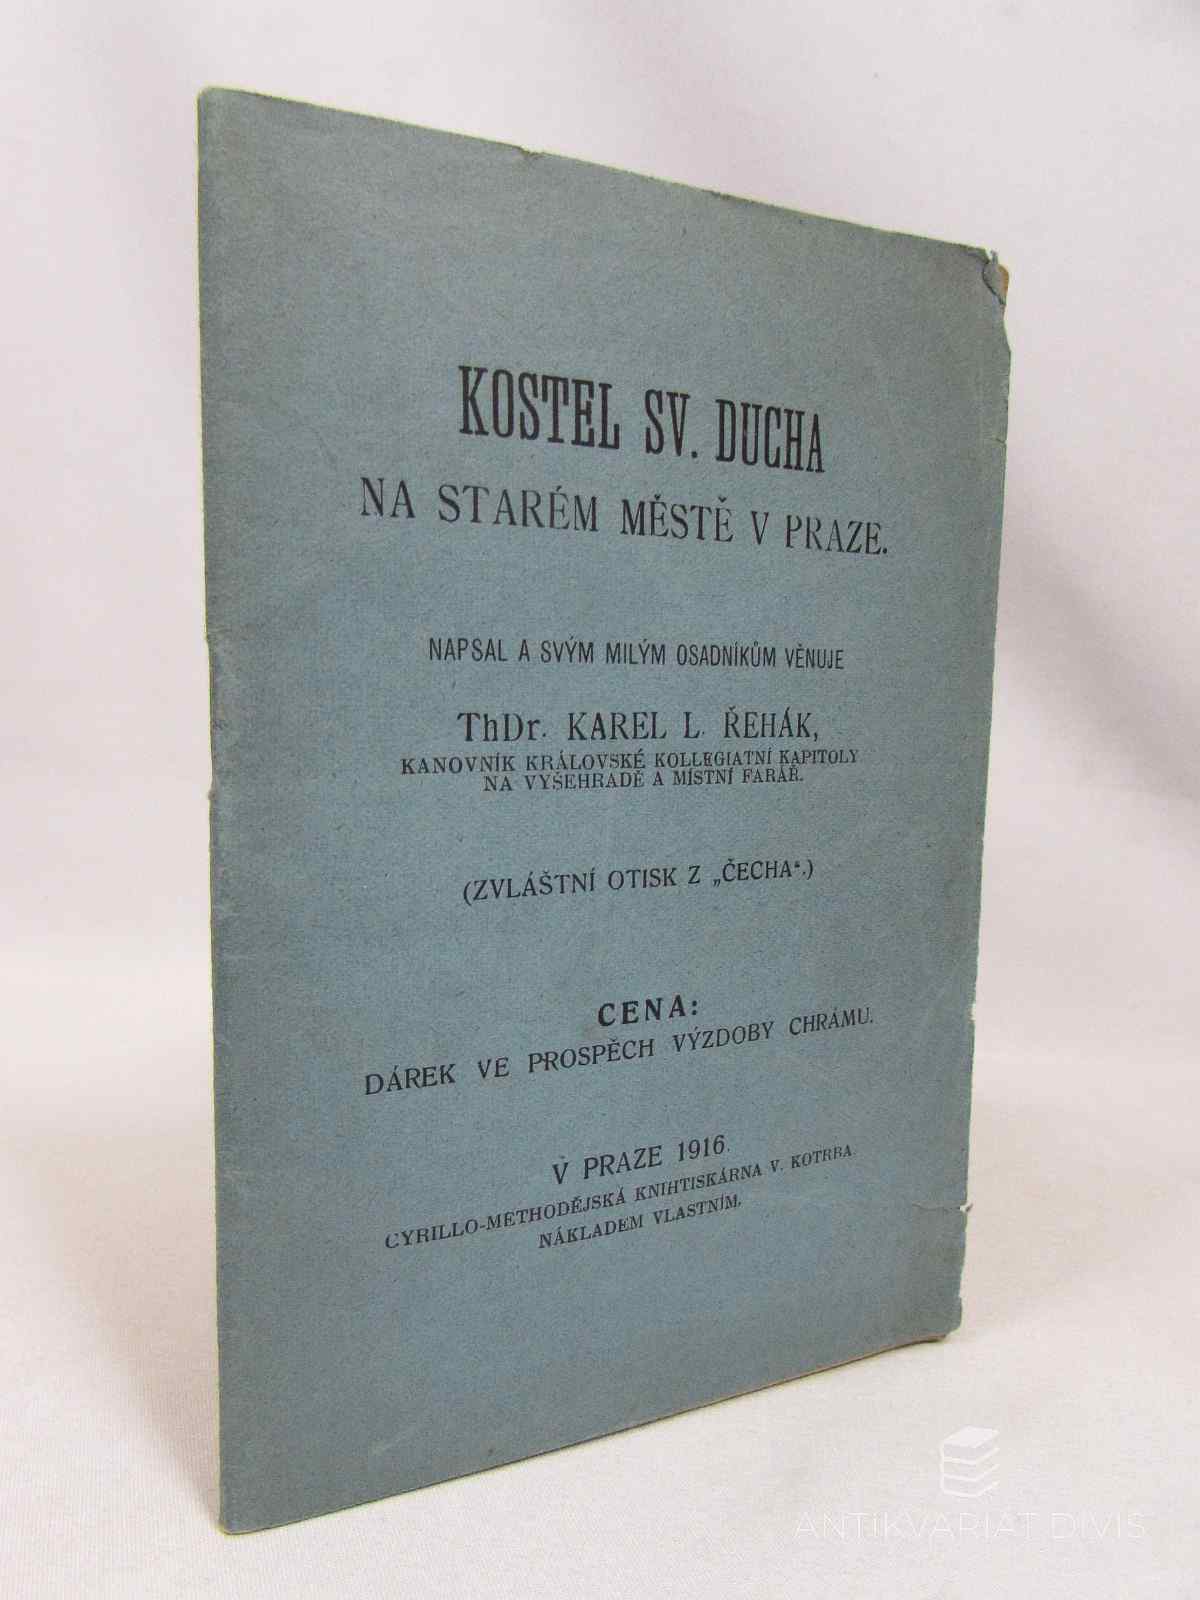 KOSTEL SV. DUCHA
NA STARÉM MĚSTĚ V PRAZE.
NAPSAL A SVÝM MILÝM OSADNÍKŮM VĚNUJE
ThDr. KAREL L. ŘEHÁK,
KANOVNÍK KRÁLOVSKÉ KOLLEGIATNÍ KAPITOLY
NA VYŠEHRADĚ A MÍSTNÍ FARÁŘ.
(ZVLÁŠTNÍ OTISK Z „ČECHA“.)
CENA:
DÁREK VE PROSPĚCH VÝZDOBY CHRÁMU.
V PRAZE 1916.
CYRILLO-METHODĚJSKÁ KNIHTISKÁRNA V. KOTRBA.
NÁKLADEM VLASTNÍM.
ANTIKVARIAT DIVIS